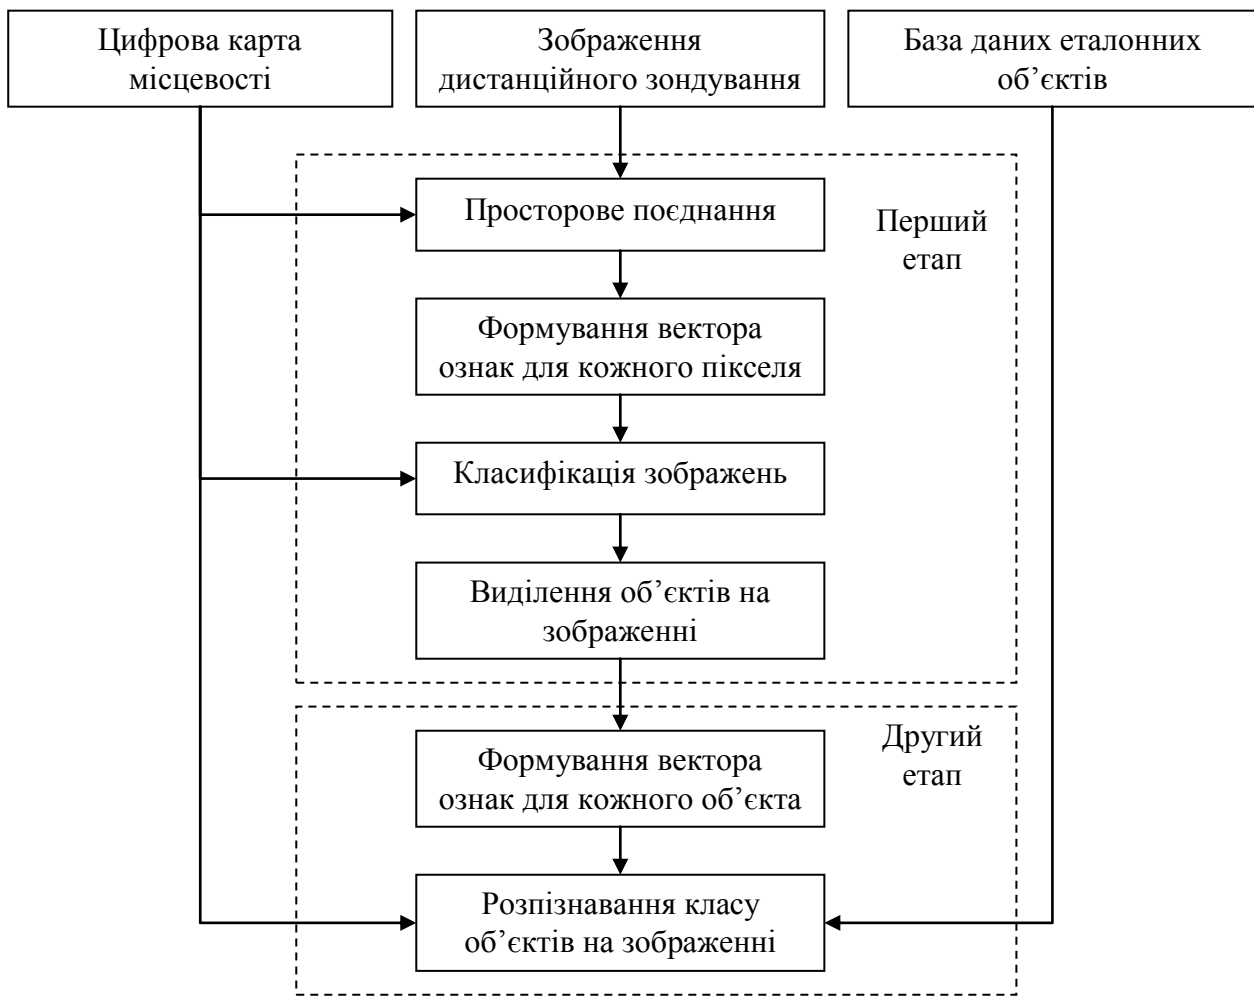 Цифрова карта
місцевості
Зображення
дистанційного зондування
База даних еталонних
об’єктів
Просторове поєднання
Перший
етап
Формування вектора
ознак для кожного пікселя
Класифікація зображень
Виділення об’єктів на
зображенні
Другий
етап
Формування вектора
ознак для кожного об’єкта
Розпізнавання класу
об’єктів на зображенні